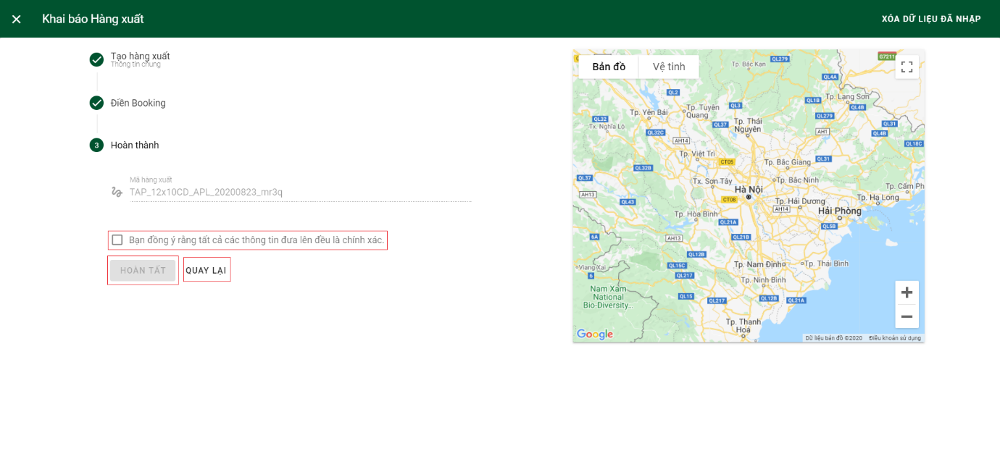 Khai báo Hàng xuất
XÓA DỮ LIỆU ĐÃ NHẬP
Tạo hàng xuất
Thông tin chung
Điền Booking
3
Hoàn thành
Mã hàng xuất
TAP_12x10CD_APL_20200823_mr3q
Bạn đồng ý rằng tất cả các thông tin đưa lên đều là chính xác.
HOÀN TẤT
QUAY LẠI
Bản đồ
Vệ tinh
QL279
G7211
Tp. Bắc Kạn
QL4A
QL2
QL1B
Tp. Lạng Sơn
QL4B
QL3
Tp. Tuyên
Quang
Tp. Yên Bái
QL32
QL279
Tp. Thái
Nguyên
QL37
QL31
Tx. Nghĩa Lộ
QL32C
AH14
AH1
QL4B
QL18C
Tp. Việt Trì
CT05
Tp. Bắc Giang
QL31
QL32B
QL37
Tx. Sơn Tây
Tp. Bắc Ninh
Hà Nội
Tp. Cẩm Ph
AH13
QL43
CT08
Tp. Hải Dương
Tp. Hạ Long
AH14
Hải Phòng
Tp. Hòa Bình
QL21A
QL5B
6A
AH13
QL21B
QL12B
Viang Xai
QL15C
Tp. Nam Định
Tp. Thái Bình
6
QL217
Tp. Ninh Bình
Nam Xam
National
Bio-Diversity...
QL15
QL217
QL12B
QL21A
Tp. Thanh
Hoá
Google
Dữ liệu bản đồ ©2020
Điều khoản sử dụng